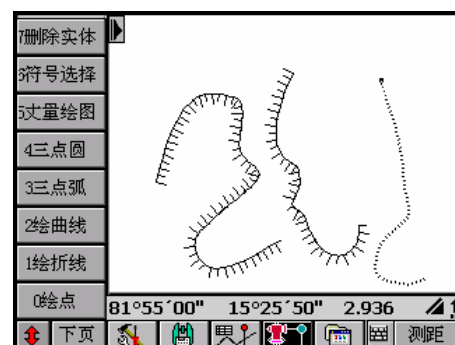 7删除实体
6符号选择
5丈量绘图
4三点圆
3三点弧
2绘曲线
1绘折线
0绘点
81°55′00" 15°25′50" 2.936
下页 测距